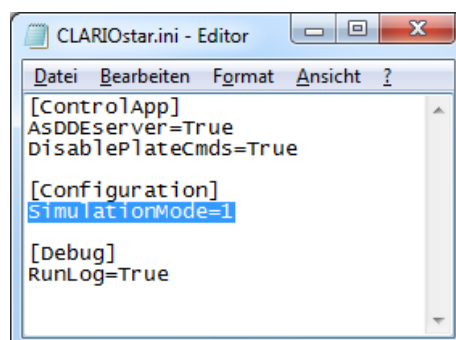 CLARIOstar.ini - Editor
Datei Bearbeiten Format Ansicht ?
[ControlApp]
AsDDEserver=True
DisablePlateCmds=True
[Configuration]
SimulationMode=1
[Debug]
RunLog=True